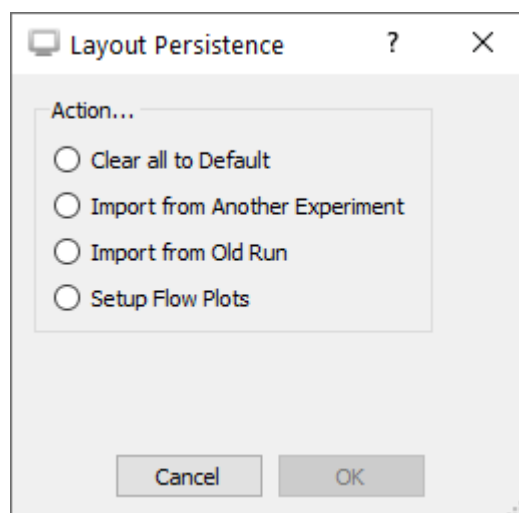 Layout Persistence ?
Action...
Clear all to Default
Import from Another Experiment
Import from Old Run
Setup Flow Plots
Cancel OK